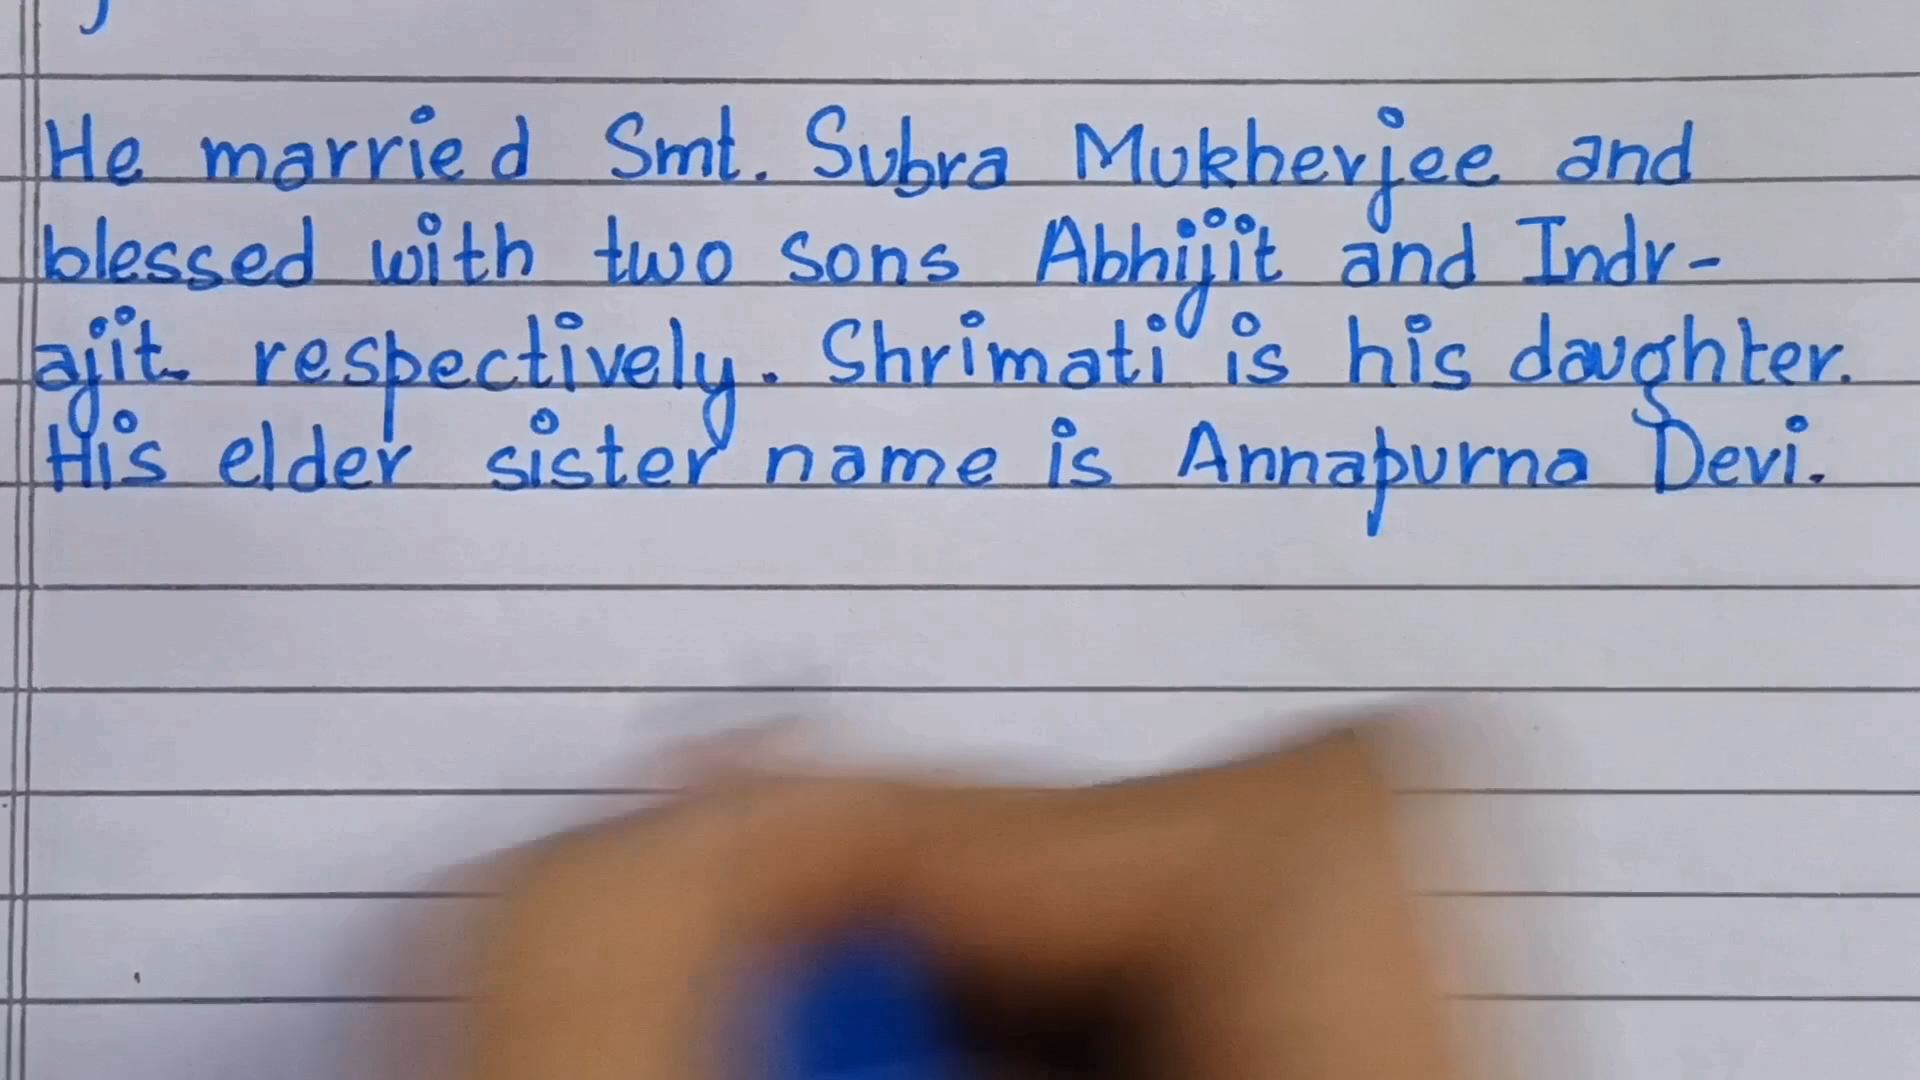 He married Smt. Subra Mukherjee and
blessed with two sons Abhijit and Indr-
ajit respectively. Shrimati is his daughter.
His elder sister name is Annapurna Devi.